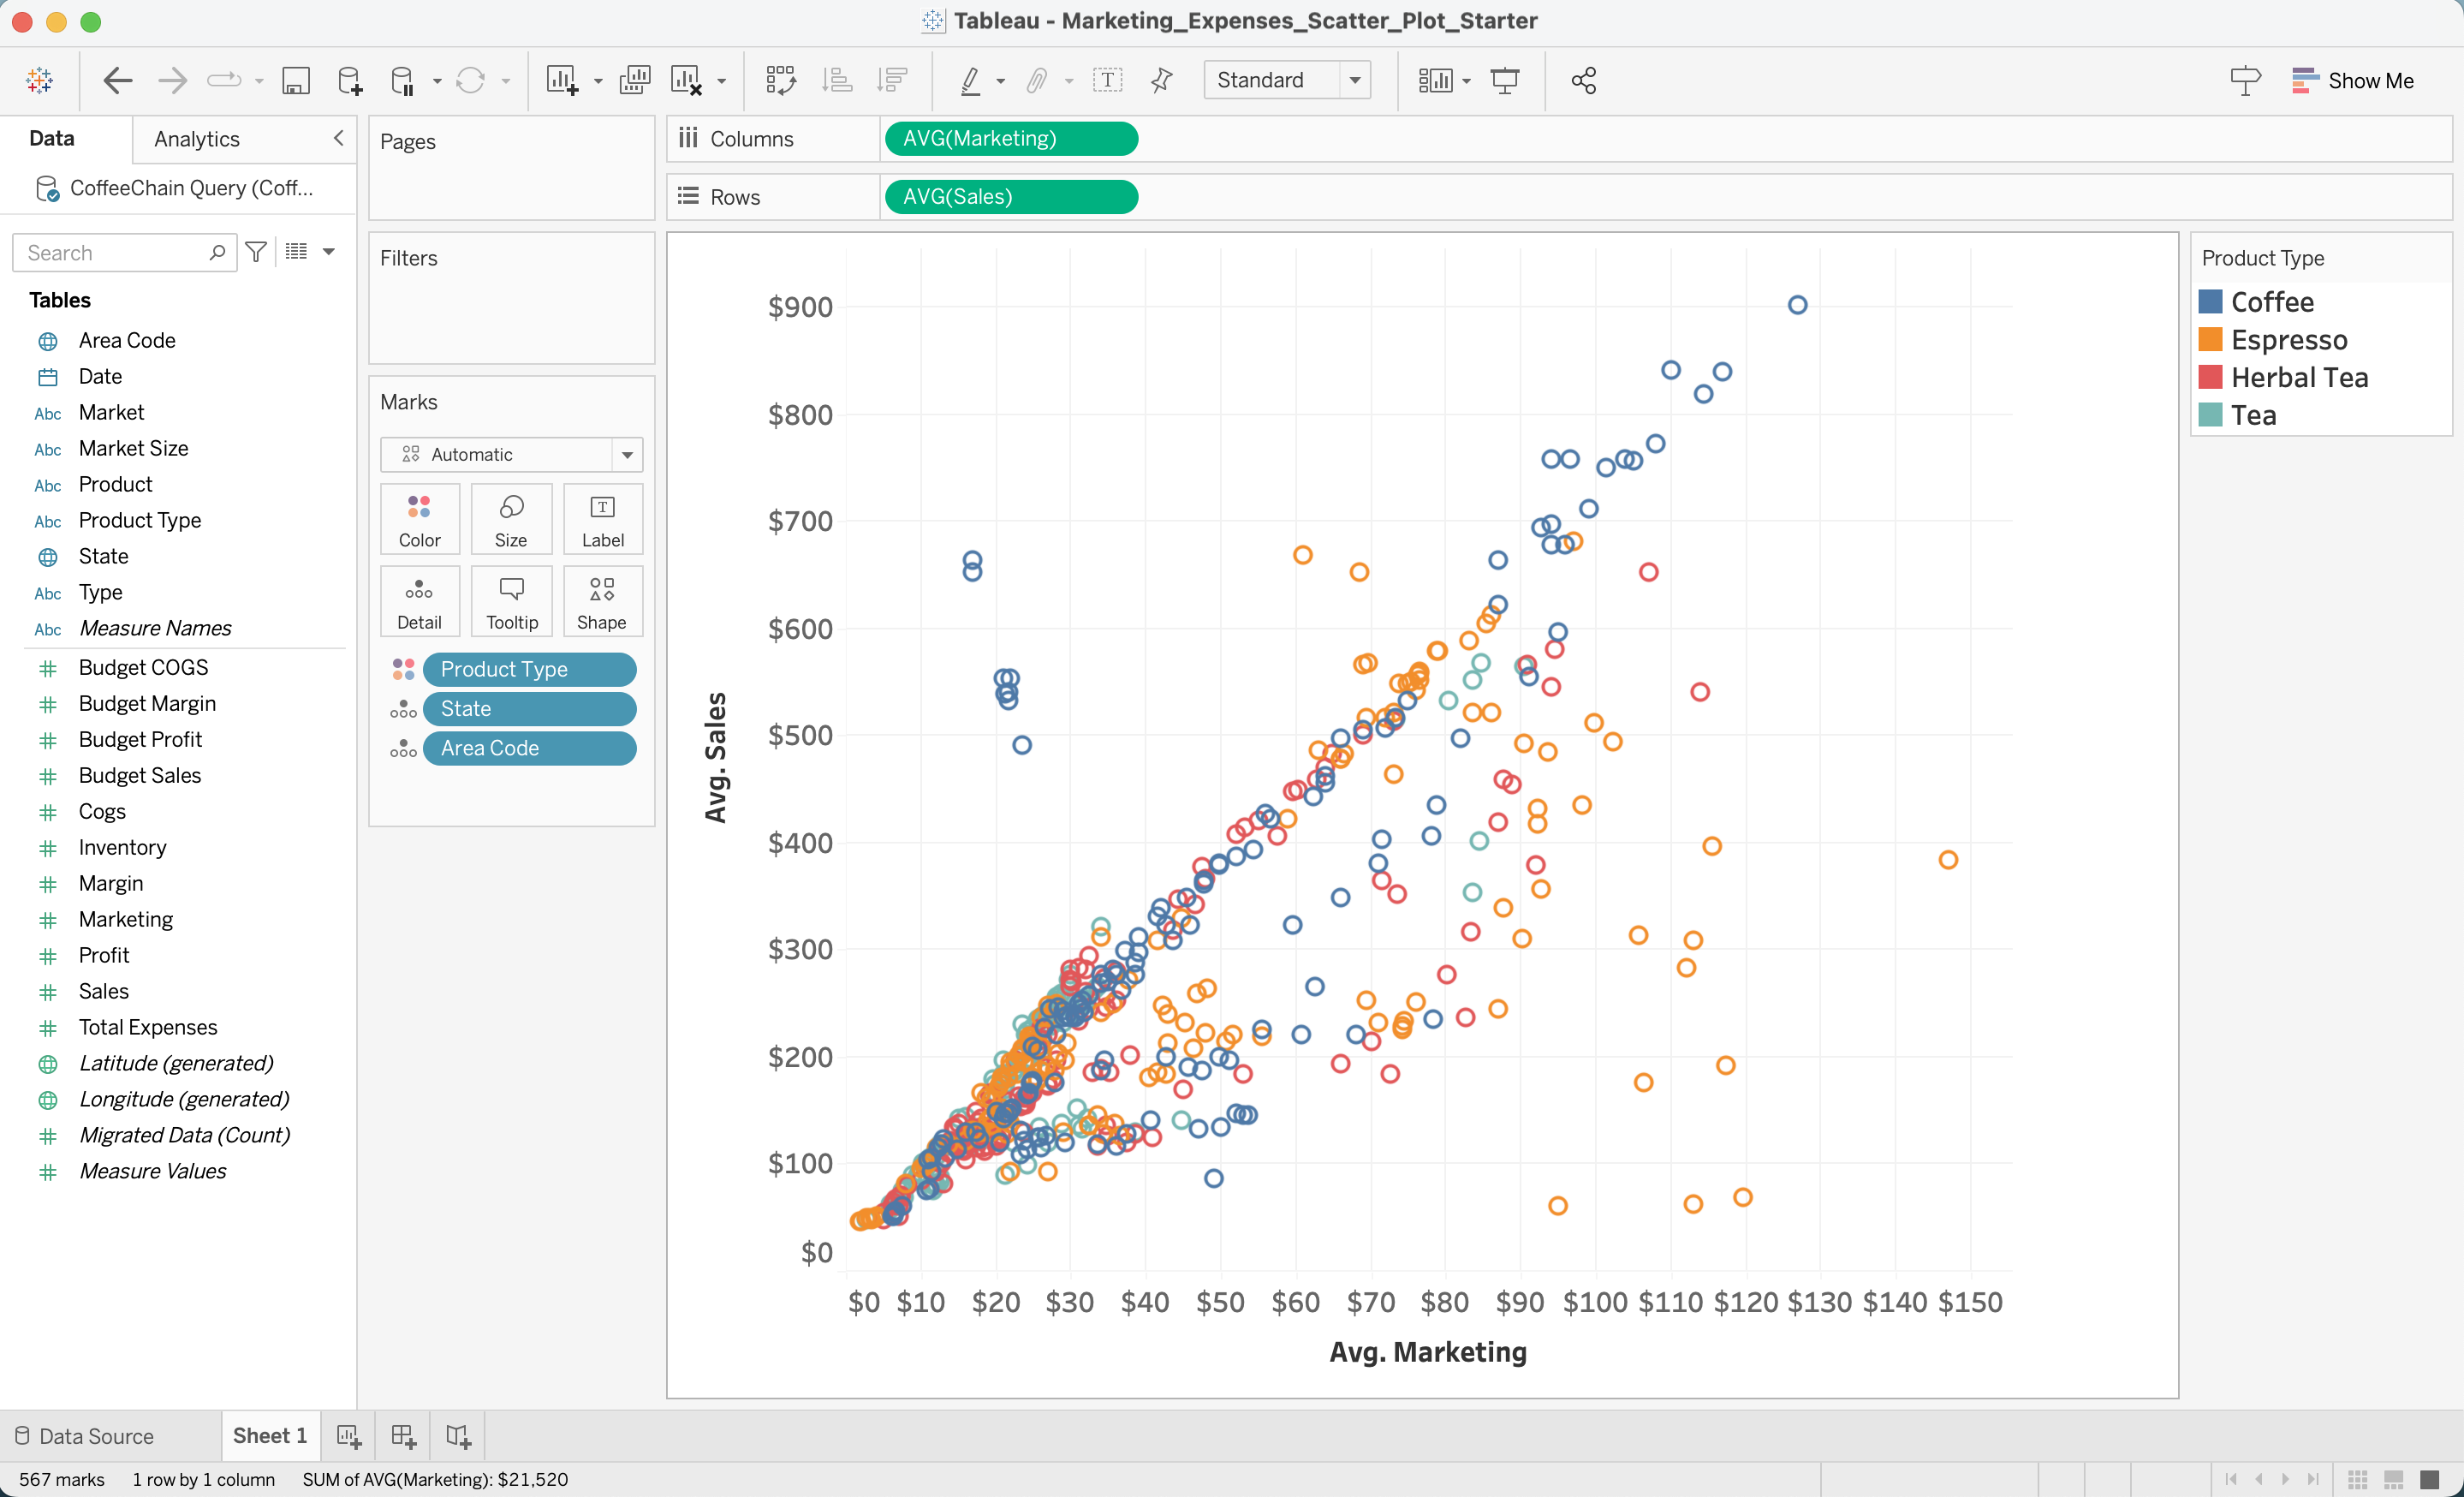 Tableau - Marketing_Expenses_Scatter_Plot_Starter
Standard
Show Me
Data
Analytics
CoffeeChain Query (Coff...
Search
Tables
Area Code
Date
Abc Market
Abc Market Size
Abc Product
Abc Product Type
State
Abc Type
Abc Measure Names
Budget COGS
Budget Margin
Budget Profit
Budget Sales
Cogs
Inventory
Margin
Marketing
Profit
Sales
Total Expenses
Latitude (generated)
Longitude (generated)
Migrated Data (Count)
Measure Values
Pages
Filters
Marks
Automatic
Color
Size
T
Label
Detail
Tooltip
Shape
Product Type
State
Area Code
Columns
AVG(Marketing)
Rows
AVG(Sales)
Avg. Sales
$900
$800
$700
$600
$500
$400
$300
$200
$100
$0
$0 $10 $20 $30 $40 $50 $60 $70 $80 $90 $100 $110 $120 $130 $140 $150
Avg. Marketing
Product Type
Coffee
Espresso
Herbal Tea
Tea
Data Source
Sheet 1
567 marks
1 row by 1 column
SUM of AVG(Marketing): $21,520